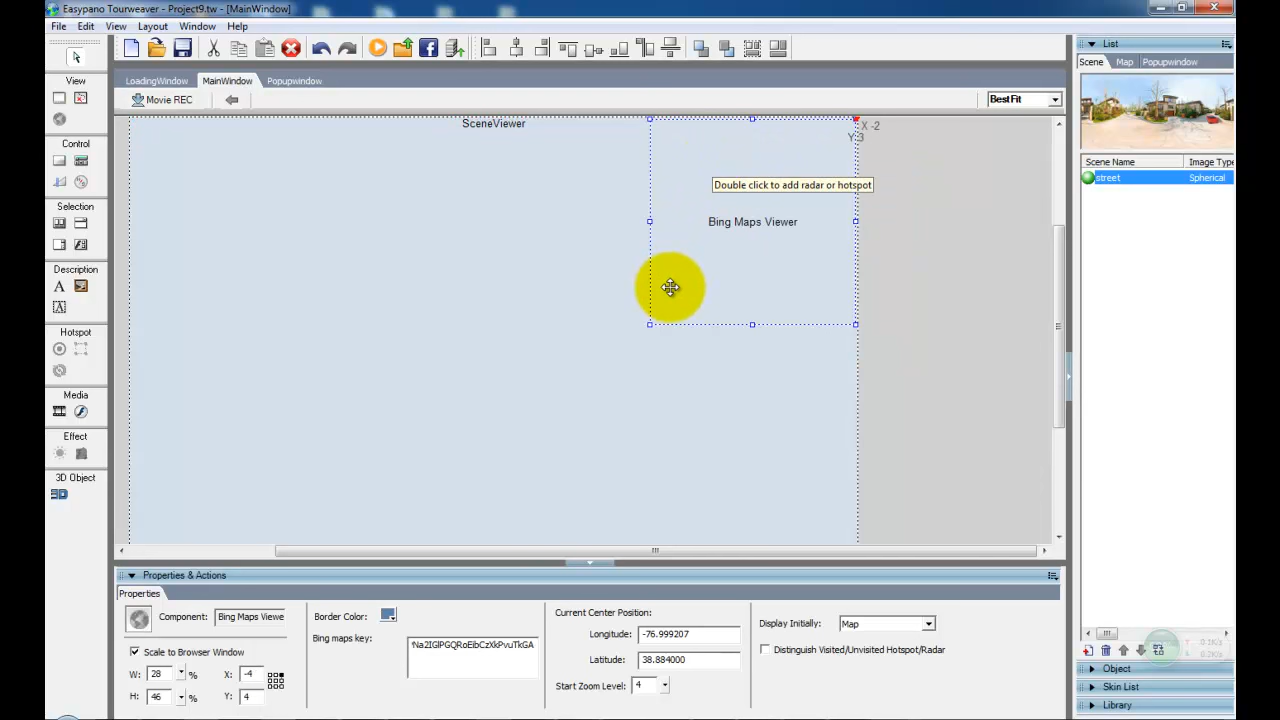 Easypano Tourweaver - Project9.tw - [MainWindow]
File Edit View Layout Window Help
View
Control
Selection
Description
A
A
Hotspot
Media
Effect
3D Object
LoadingWindow MainWindow Popupwindow
Movie REC
Best Fit
SceneViewer
X -2
Y 3
Double click to add radar or hotspot
Bing Maps Viewer
List
Scene Map Popupwindow
Scene Name Image Type
street Spherical
Object
Skin List
Library
Properties & Actions
Properties
Component: Bing Maps Viewe
Scale to Browser Window
W: 28 % X: -4
H: 46 % Y: 4
Border Color:
Bing maps key:
Current Center Position:
Longitude: -76.999207
Latitude: 38.884000
Start Zoom Level: 4
Display Initially: Map
Distinguish Visited/Unvisited Hotspot/Radar